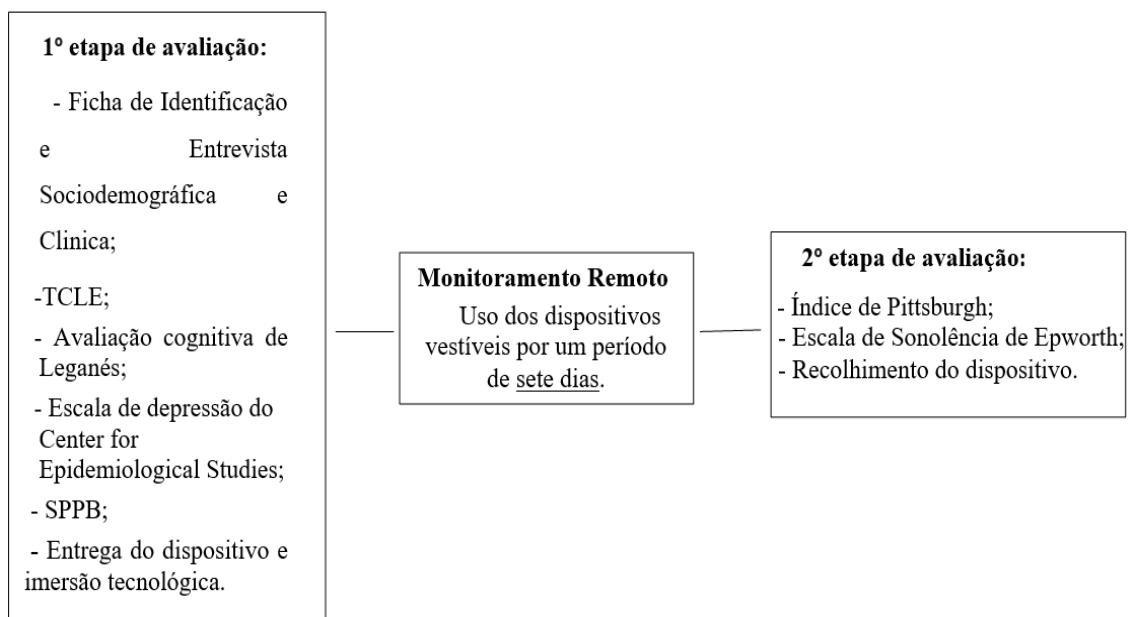 1º etapa de avaliação:
- Ficha de Identificação
e Entrevista
Sociodemográfica e
Clinica;
-TCLE;
- Avaliação cognitiva de
Leganés;
- Escala de depressão do
Center for
Epidemiological Studies;
- SPPB;
- Entrega do dispositivo e
imersão tecnológica.
Monitoramento Remoto
Uso dos dispositivos
vestíveis por um período
de sete dias.
2º etapa de avaliação:
- Índice de Pittsburgh;
- Escala de Sonolência de Epworth;
- Recolhimento do dispositivo.